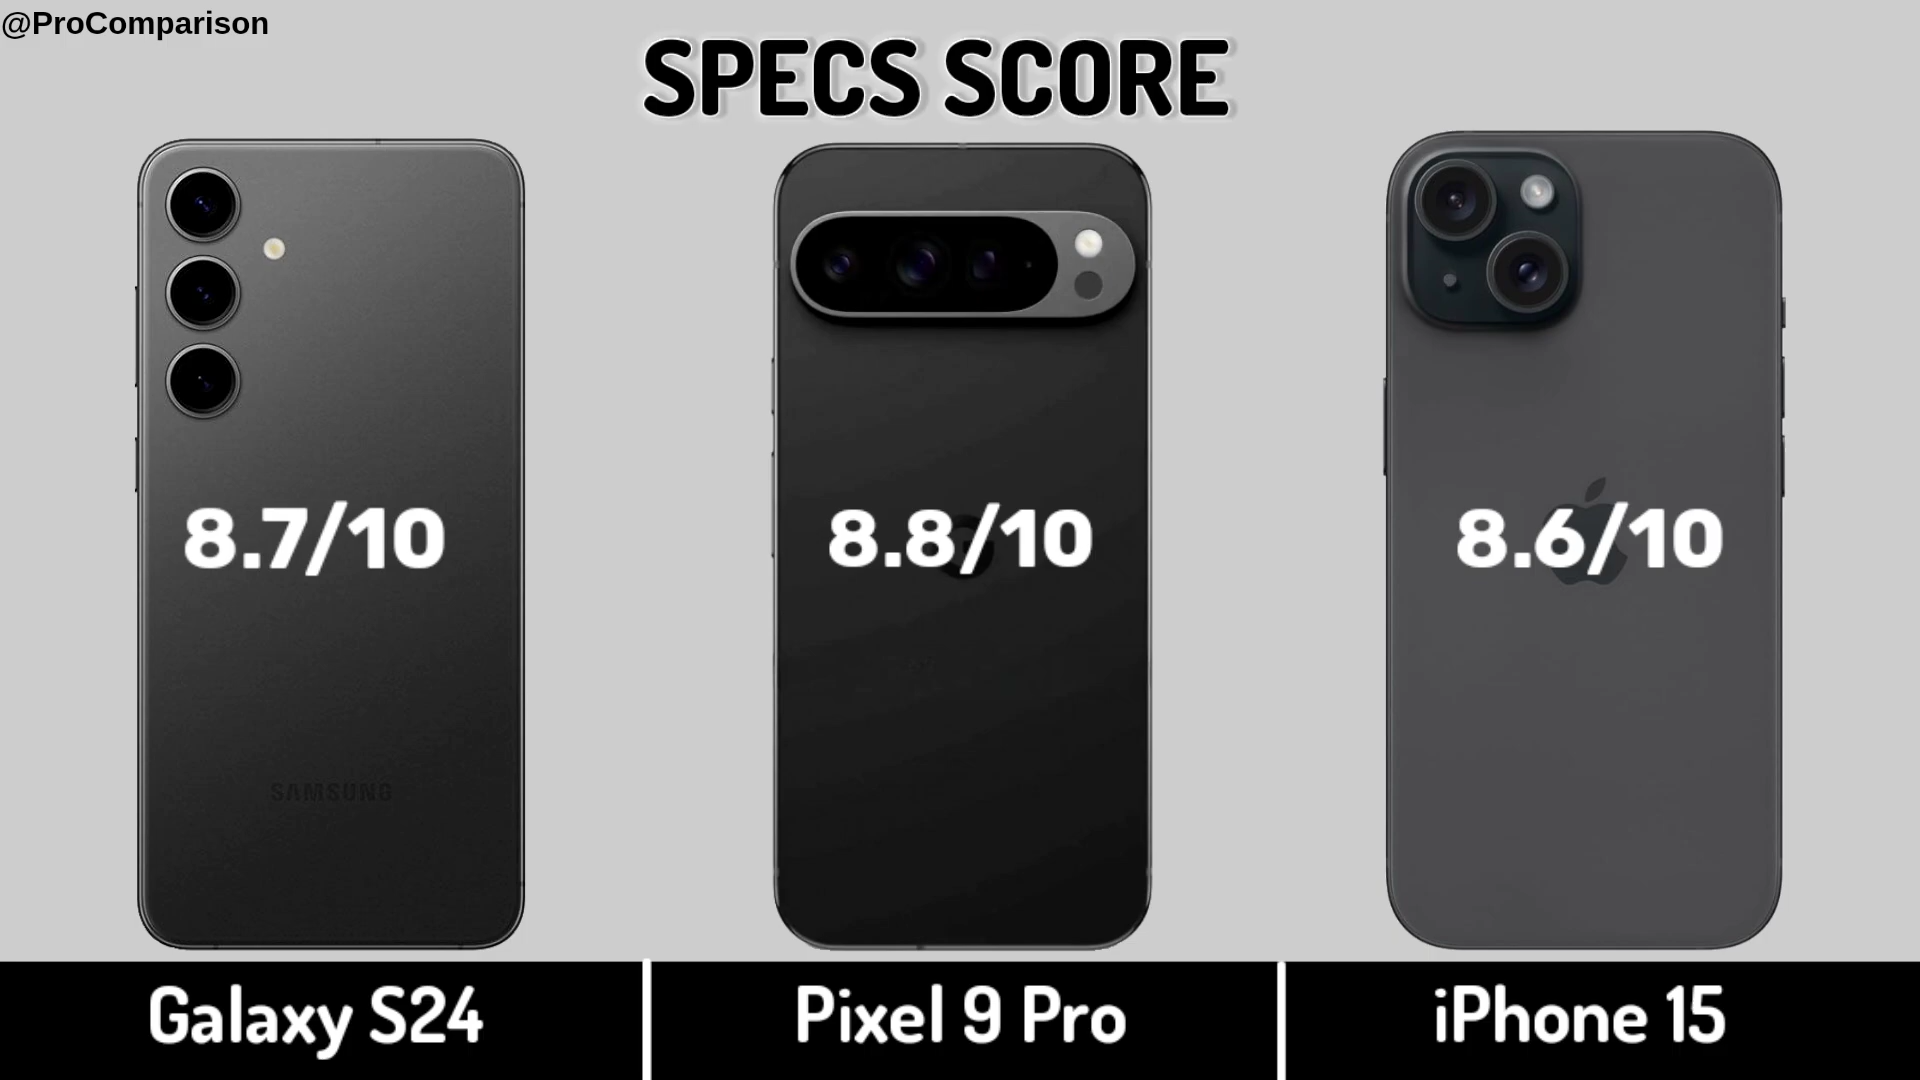 @ProComparison
SPECS SCORE
8.7/10
8.8/10
8.6/10
SAMSUNG
Galaxy S24
Pixel 9 Pro
iPhone 15